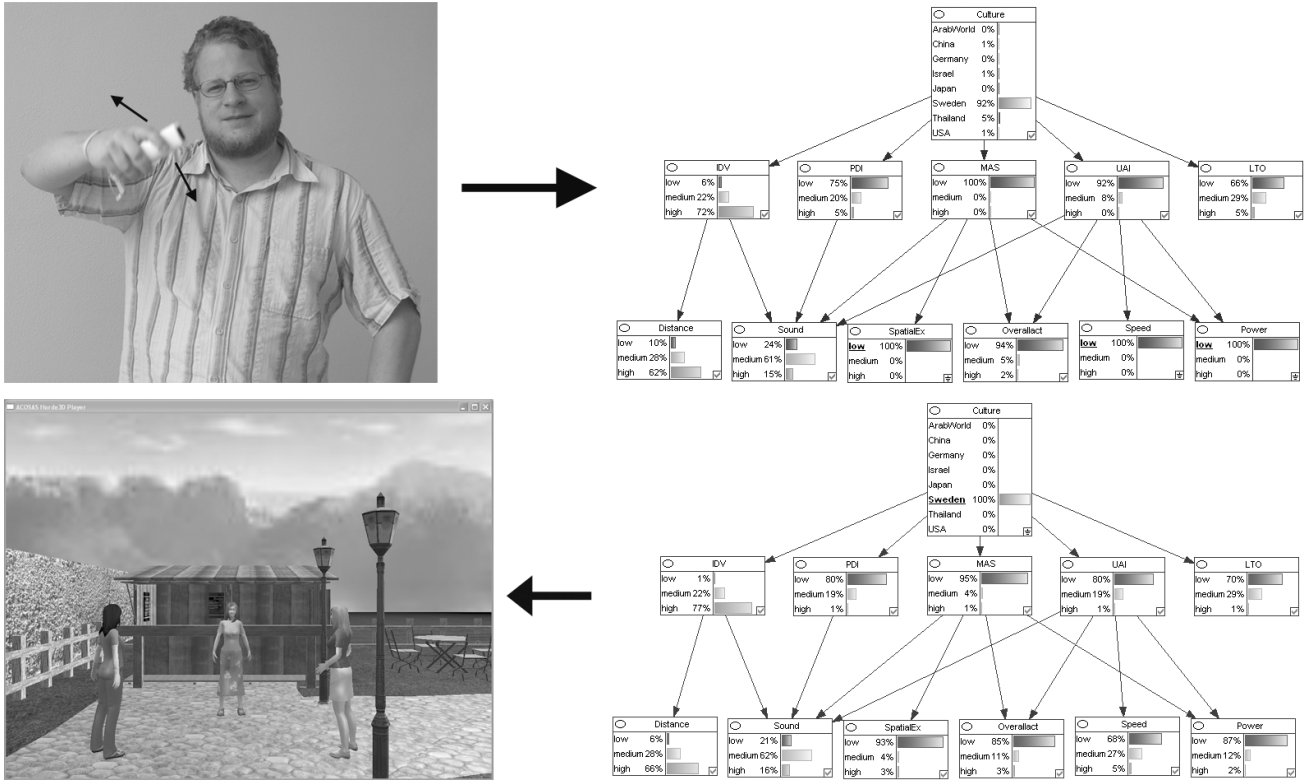 Culture
ArabWorld 0%
China 1%
Germany 0%
Israel 1%
Japan 0%
Sweden 92%
Thailand 5%
USA 1%
IDV
low 6%
medium 22%
high 72%
PDI
low 75%
medium 20%
high 5%
MAS
low 100%
medium 0%
high 0%
UAI
low 92%
medium 8%
high 0%
LTO
low 66%
medium 29%
high 5%
Distance
low 10%
medium 28%
high 62%
Sound
low 24%
medium 61%
high 15%
SpatialEx
low 100%
medium 0%
high 0%
Overallact
low 94%
medium 5%
high 2%
Speed
low 100%
medium 0%
high 0%
Power
low 100%
medium 0%
high 0%
ACOSAS Horde3D Player
Culture
ArabWorld 0%
China 0%
Germany 0%
Israel 0%
Japan 0%
Sweden 100%
Thailand 0%
USA 0%
IDV
low 1%
medium 22%
high 77%
PDI
low 80%
medium 19%
high 1%
MAS
low 95%
medium 4%
high 1%
UAI
low 80%
medium 19%
high 1%
LTO
low 70%
medium 29%
high 1%
Distance
low 6%
medium 28%
high 66%
Sound
low 21%
medium 62%
high 16%
SpatialEx
low 93%
medium 4%
high 3%
Overallact
low 85%
medium 11%
high 3%
Speed
low 68%
medium 27%
high 5%
Power
low 87%
medium 12%
high 2%